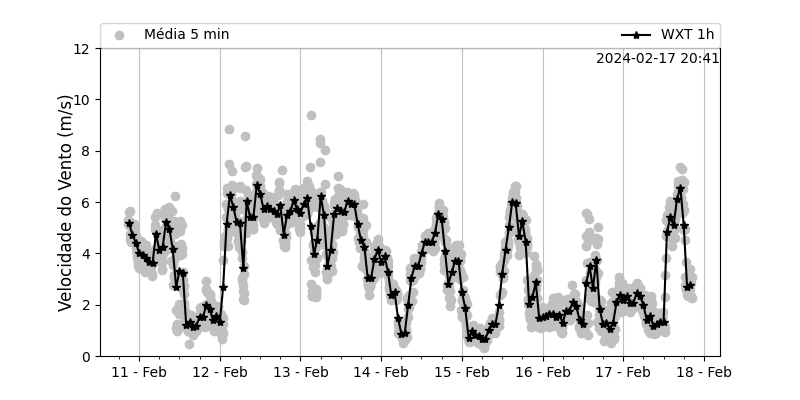 Média 5 min
WXT 1h
2024-02-17 20:41
Velocidade do Vento (m/s)
12
10
8
6
4
2
0
11 - Feb
12 - Feb
13 - Feb
14 - Feb
15 - Feb
16 - Feb
17 - Feb
18 - Feb